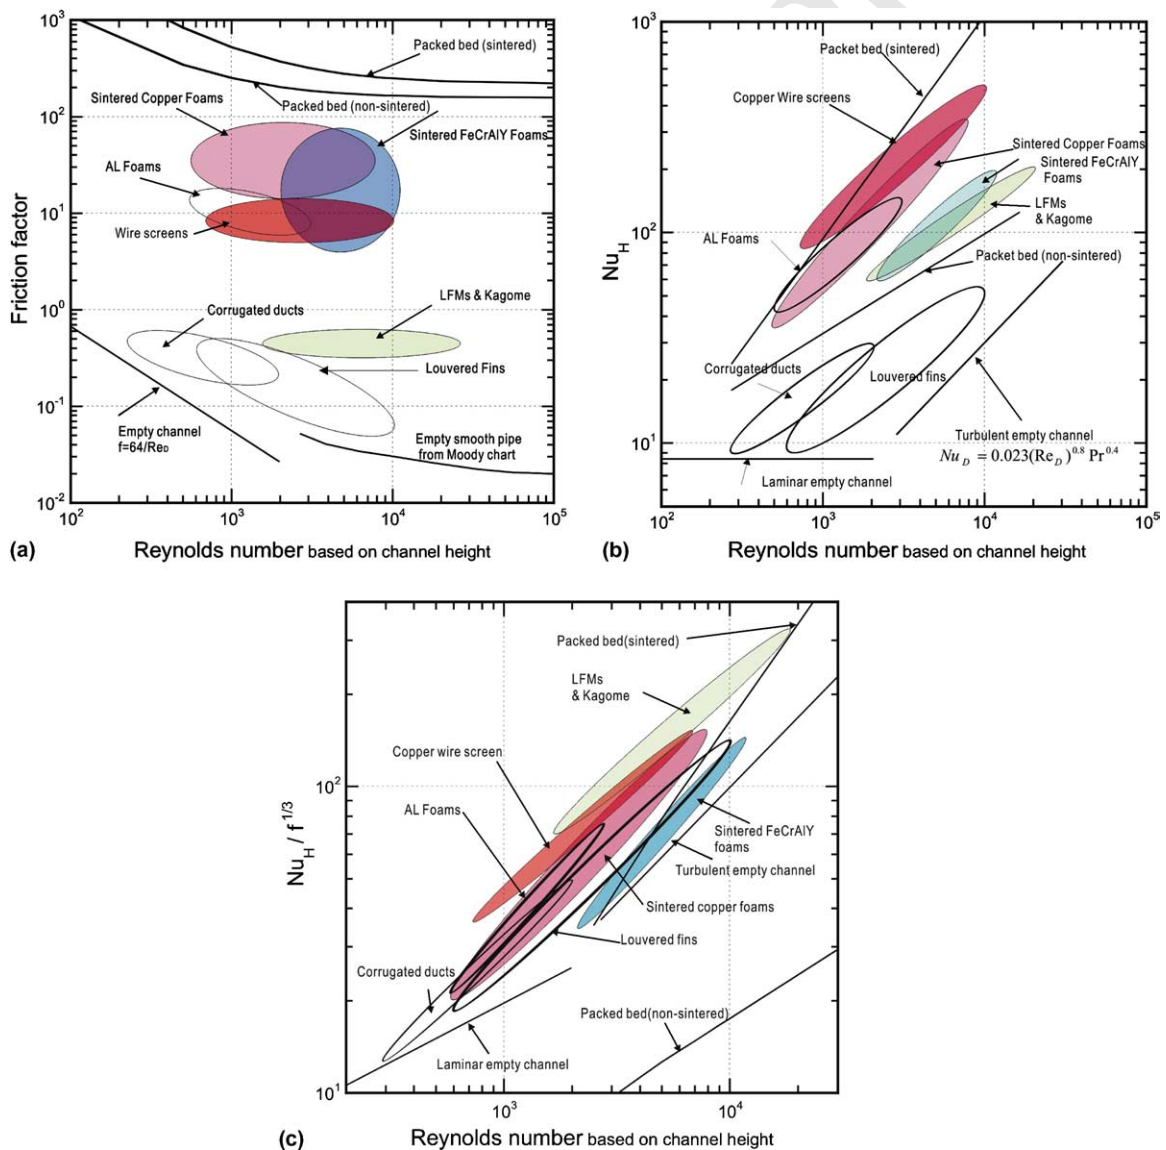 10³
10²
10¹
10⁰
10⁻¹
10⁻²
Friction factor
Packed bed (sintered)
Packed bed (non-sintered)
Sintered Copper Foams
Sintered FeCrAlY Foams
AL Foams
Wire screens
Corrugated ducts
LFMs & Kagome
Louvered Fins
Empty channel
f=64/ReD
Empty smooth pipe
from Moody chart
10² 10³ 10⁴ 10⁵
(a) Reynolds number based on channel height
10³
10²
10¹
NuH
Packet bed (sintered)
Copper Wire screens
Sintered Copper Foams
Sintered FeCrAlY
Foams
LFMs
& Kagome
AL Foams
Packet bed (non-sintered)
Corrugated ducts
Louvered fins
Turbulent empty channel
NuD = 0.023(ReD)^0.8 Pr^0.4
Laminar empty channel
10² 10³ 10⁴ 10⁵
(b) Reynolds number based on channel height
10²
10¹
NuH / f^1/3
Packed bed(sintered)
LFMs
& Kagome
Copper wire screen
AL Foams
Sintered FeCrAlY
foams
Turbulent empty channel
Sintered copper foams
Louvered fins
Corrugated ducts
Packed bed(non-sintered)
Laminar empty channel
10³ 10⁴
(c) Reynolds number based on channel height